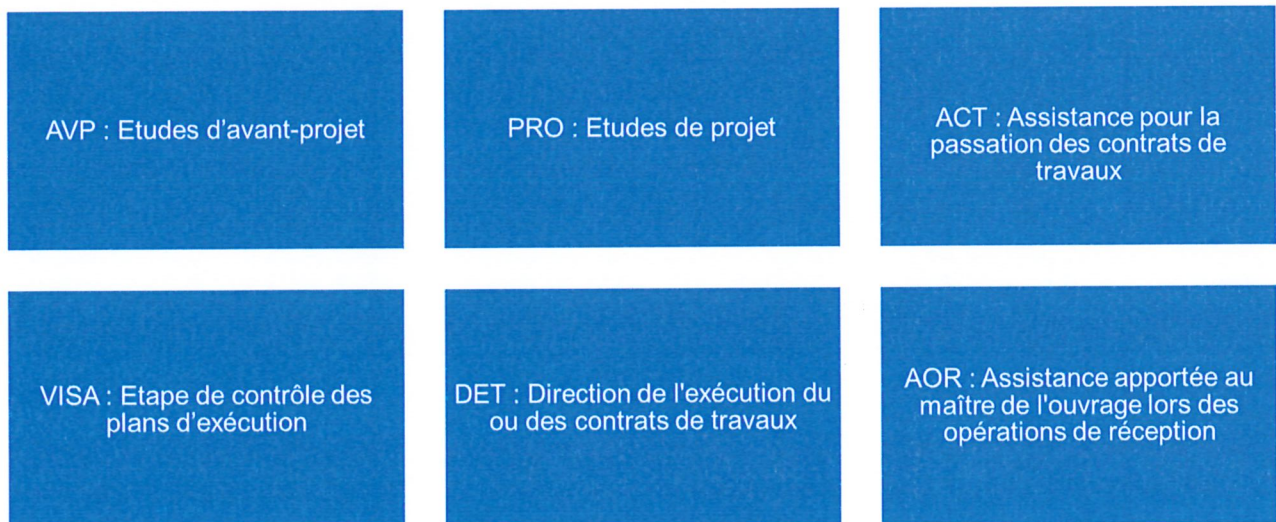 AVP : Etudes d'avant-projet
PRO : Etudes de projet
ACT : Assistance pour la
passation des contrats de
travaux
VISA : Etape de contrôle des
plans d'exécution
DET : Direction de l'exécution du
ou des contrats de travaux
AOR : Assistance apportée au
maître de l'ouvrage lors des
opérations de réception